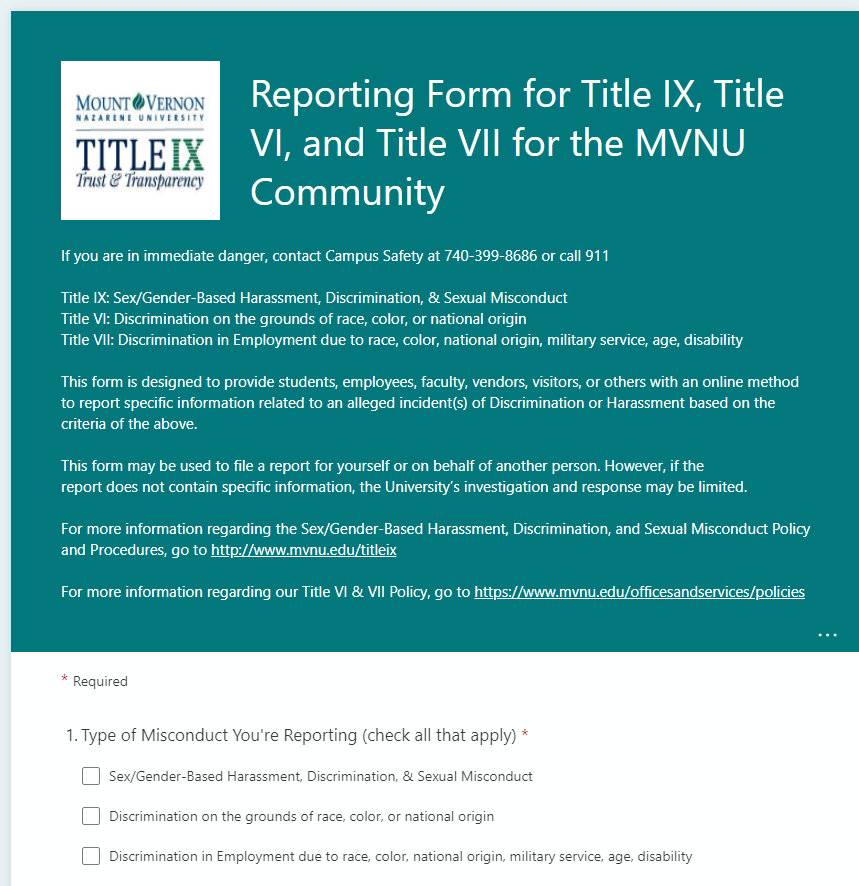 MOUNT VERNON
NAZARENE UNIVERSITY
TITLE IX
Trust & Transparency
Reporting Form for Title IX, Title
VI, and Title VII for the MVNU
Community
If you are in immediate danger, contact Campus Safety at 740-399-8686 or call 911
Title IX: Sex/Gender-Based Harassment, Discrimination, & Sexual Misconduct
Title VI: Discrimination on the grounds of race, color, or national origin
Title VII: Discrimination in Employment due to race, color, national origin, military service, age, disability
This form is designed to provide students, employees, faculty, vendors, visitors, or others with an online method
to report specific information related to an alleged incident(s) of Discrimination or Harassment based on the
criteria of the above.
This form may be used to file a report for yourself or on behalf of another person. However, if the
report does not contain specific information, the University's investigation and response may be limited.
For more information regarding the Sex/Gender-Based Harassment, Discrimination, and Sexual Misconduct Policy
and Procedures, go to http://www.mvnu.edu/titleix
For more information regarding our Title VI & VII Policy, go to https://www.mvnu.edu/officesandservices/policies
...
* Required
1. Type of Misconduct You're Reporting (check all that apply) *
Sex/Gender-Based Harassment, Discrimination, & Sexual Misconduct
Discrimination on the grounds of race, color, or national origin
Discrimination in Employment due to race, color, national origin, military service, age, disability